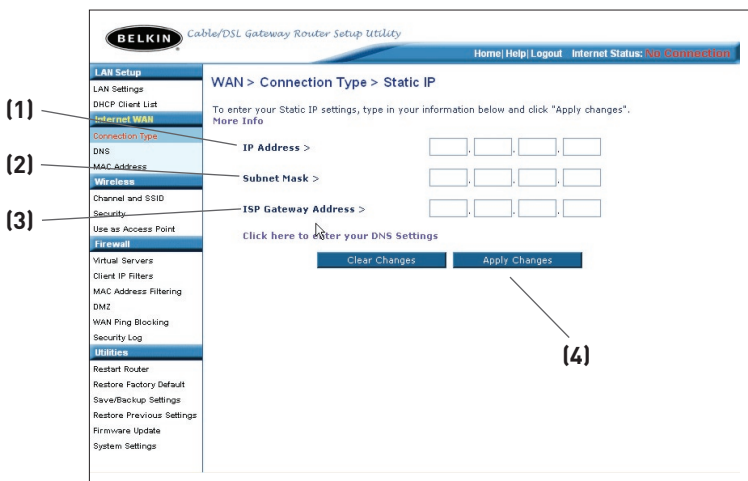 BELKIN
Cable/DSL Gateway Router Setup Utility
Home|Help|Logout Internet Status: No Connection
LAN Setup
LAN Settings
DHCP Client List
Internet WAN
Connection Type
DNS
MAC Address
Wireless
Channel and SSID
Security
Use as Access Point
Firewall
Virtual Servers
Client IP Filters
MAC Address Filtering
DMZ
WAN Ping Blocking
Security Log
Utilities
Restart Router
Restore Factory Default
Save/Backup Settings
Restore Previous Settings
Firmware Update
System Settings
WAN > Connection Type > Static IP
To enter your Static IP settings, type in your information below and click "Apply changes".
More Info
(1)
IP Address > . . .
(2)
Subnet Mask > . . .
(3)
ISP Gateway Address > . . .
Click here to enter your DNS Settings
Clear Changes Apply Changes
(4)